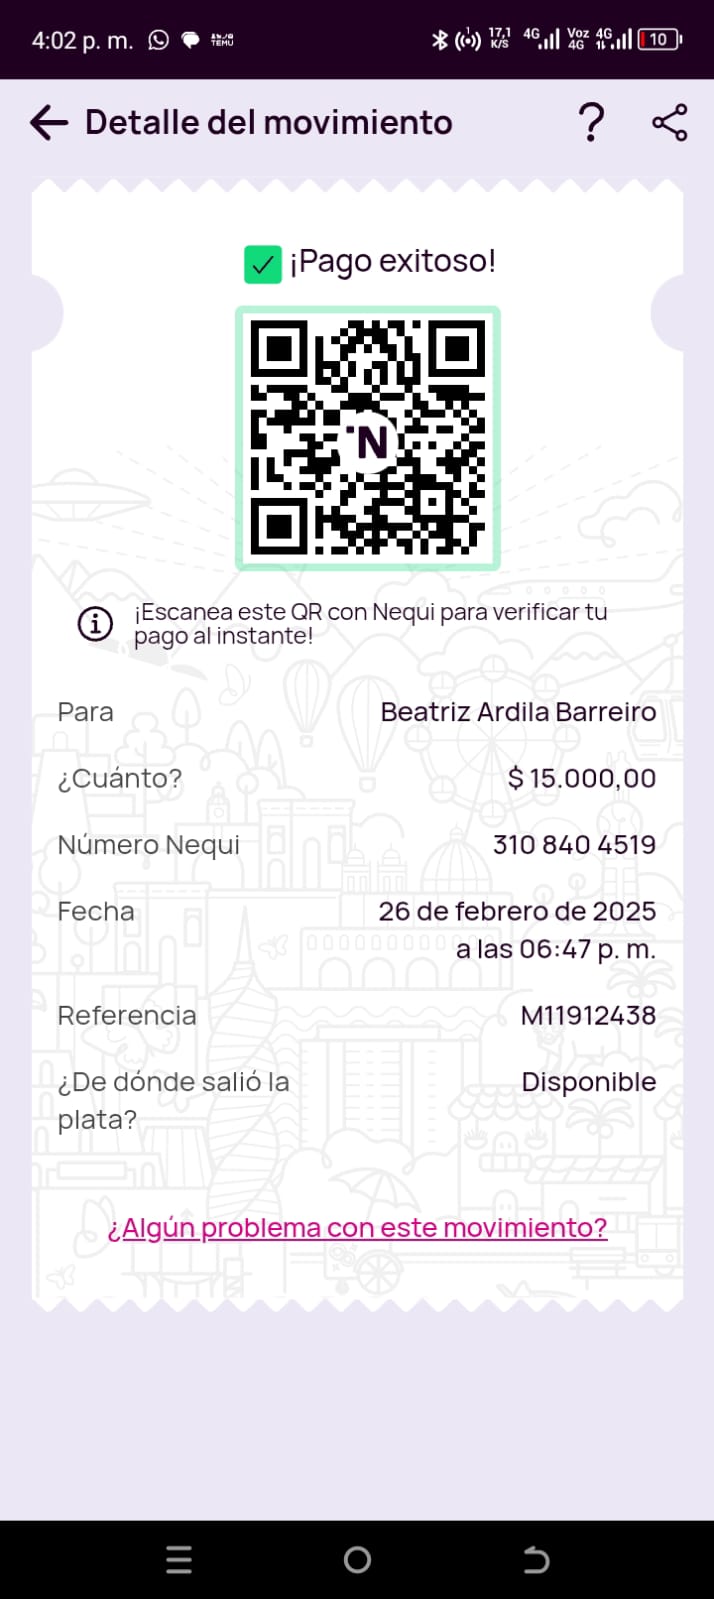 4:02 p. m.
TEMU
17,1 K/S
4G
Voz 4G
4G
10
Detalle del movimiento
¡Pago exitoso!
N
¡Escanea este QR con Nequi para verificar tu
pago al instante!
Para
Beatriz Ardila Barreiro
¿Cuánto?
$ 15.000,00
Número Nequi
310 840 4519
Fecha
26 de febrero de 2025
a las 06:47 p. m.
Referencia
M11912438
¿De dónde salió la
plata?
Disponible
¿Algún problema con este movimiento?